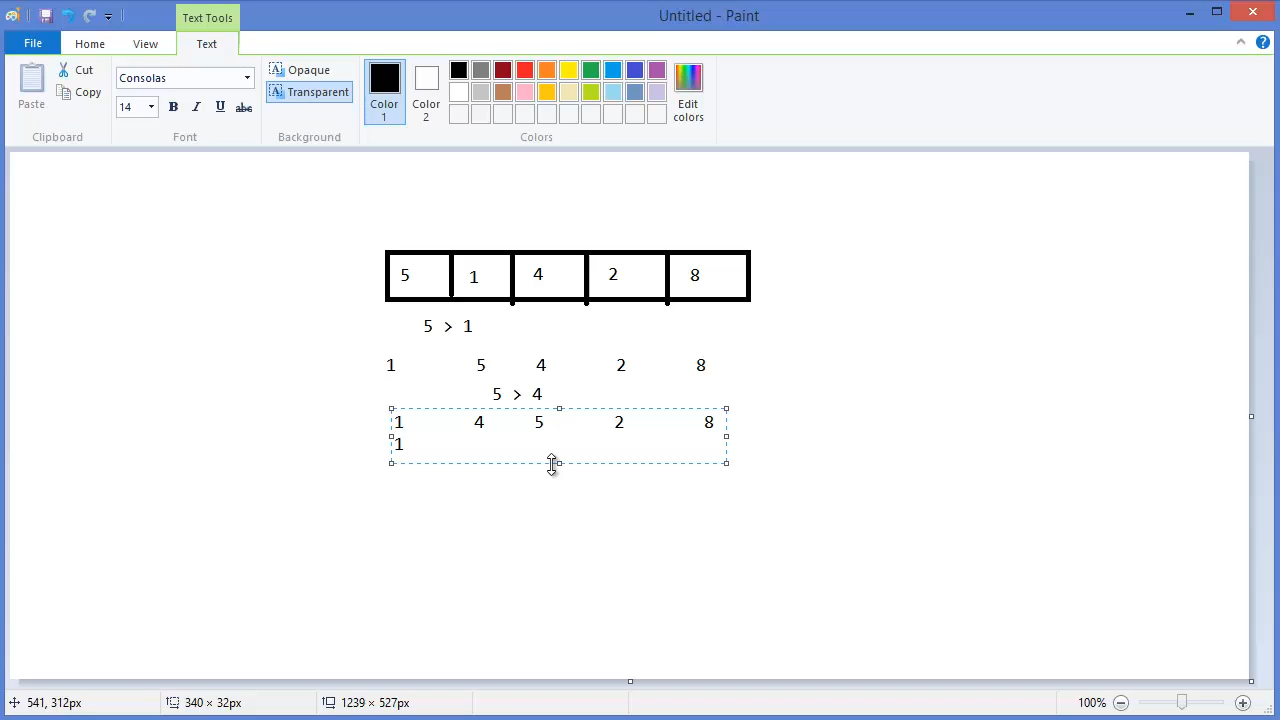 Untitled - Paint
Text Tools
File Home View Text
Paste
Cut
Copy
Clipboard
Consolas
14 B I U abc
Font
Opaque
Transparent
Background
Color 1
Color 2
Edit colors
Colors
5 1 4 2 8
5 > 1
1 5 4 2 8
5 > 4
1 4 5 2 8
1
541, 312px 340 × 32px 1239 × 527px 100%